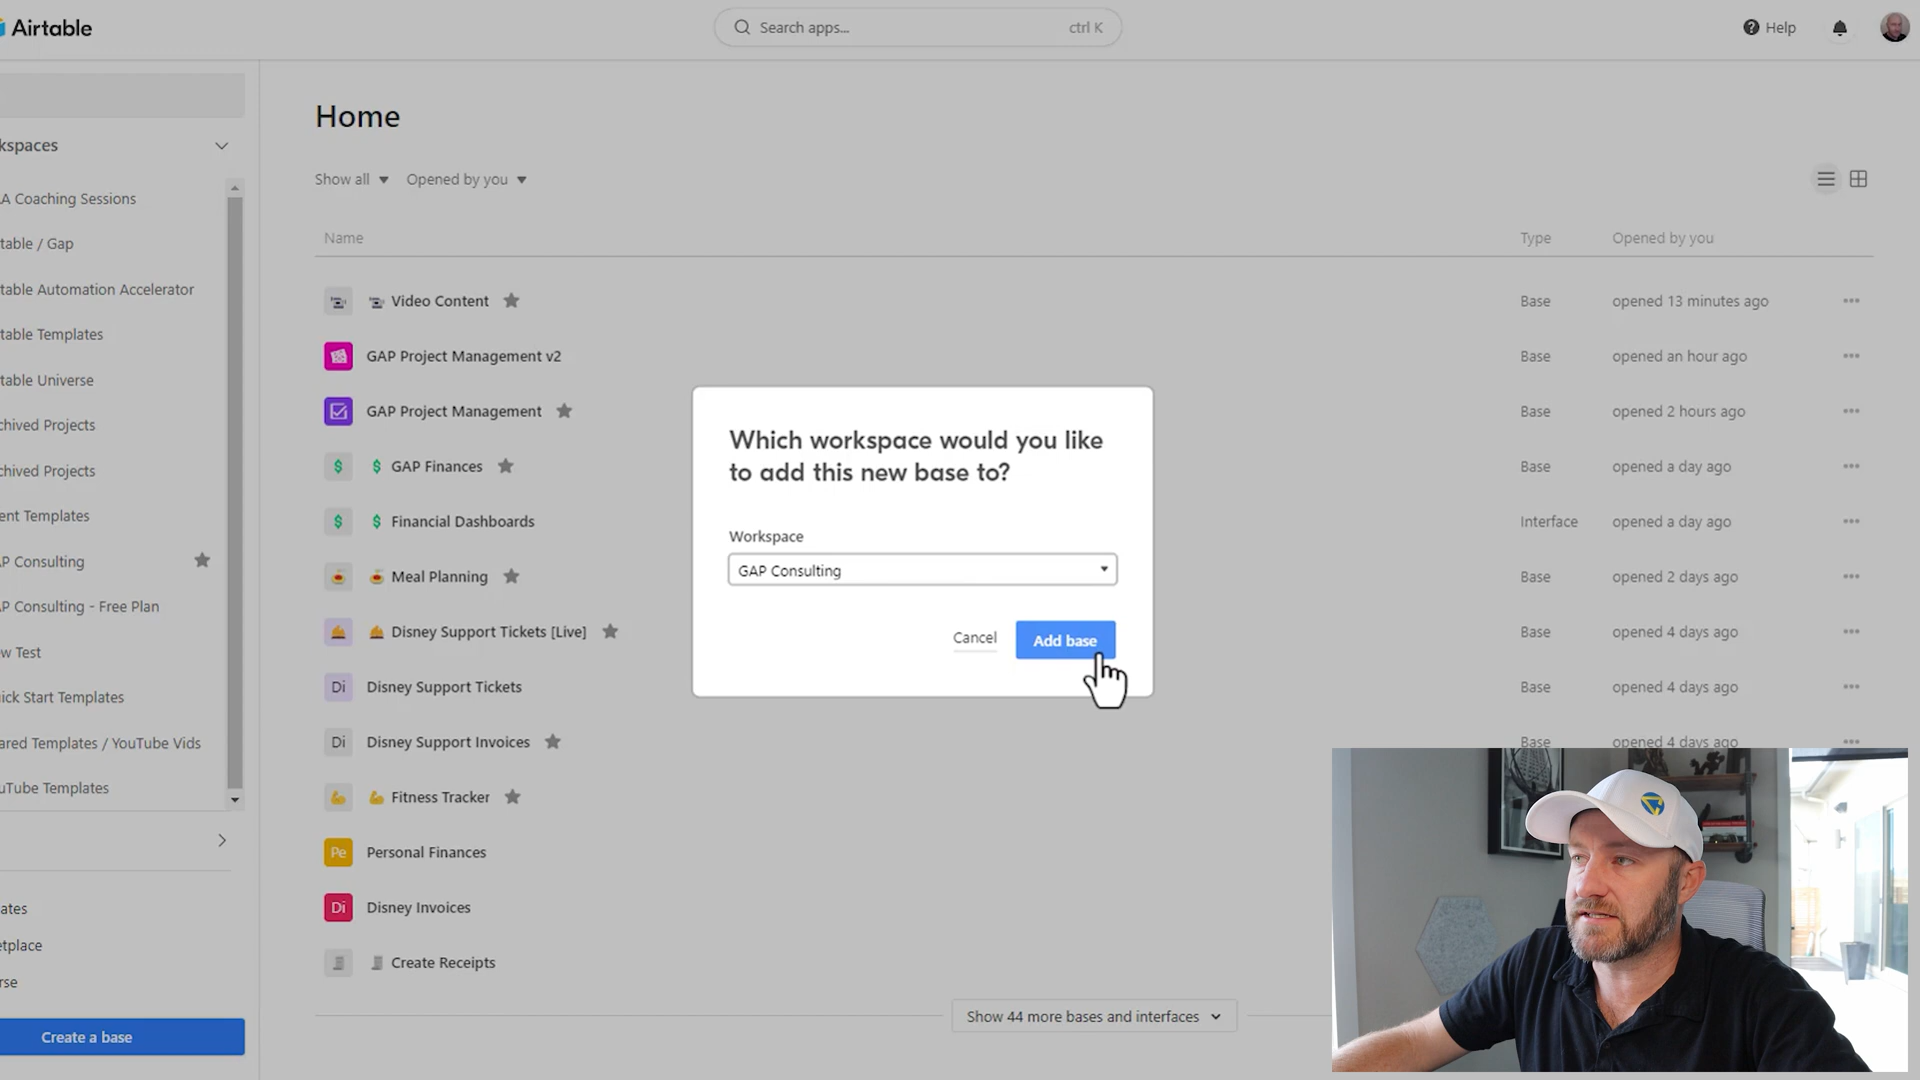 Airtable
Search apps...
ctrl K
Help
kspaces
A Coaching Sessions
table / Gap
table Automation Accelerator
table Templates
table Universe
chived Projects
chived Projects
ent Templates
P Consulting
P Consulting - Free Plan
w Test
ick Start Templates
ared Templates / YouTube Vids
uTube Templates
ates
etplace
rse
Create a base
Home
Show all
Opened by you
Name
Type
Opened by you
Video Content
Base
opened 13 minutes ago
GAP Project Management v2
Base
opened an hour ago
GAP Project Management
Base
opened 2 hours ago
$
$ GAP Finances
Base
opened a day ago
$
$ Financial Dashboards
Interface
opened a day ago
Meal Planning
Base
opened 2 days ago
Disney Support Tickets [Live]
Base
opened 4 days ago
Di
Disney Support Tickets
Base
opened 4 days ago
Di
Disney Support Invoices
Base
opened 4 days ago
Fitness Tracker
Pe
Personal Finances
Di
Disney Invoices
Create Receipts
Show 44 more bases and interfaces
Which workspace would you like
to add this new base to?
Workspace
GAP Consulting
Cancel
Add base